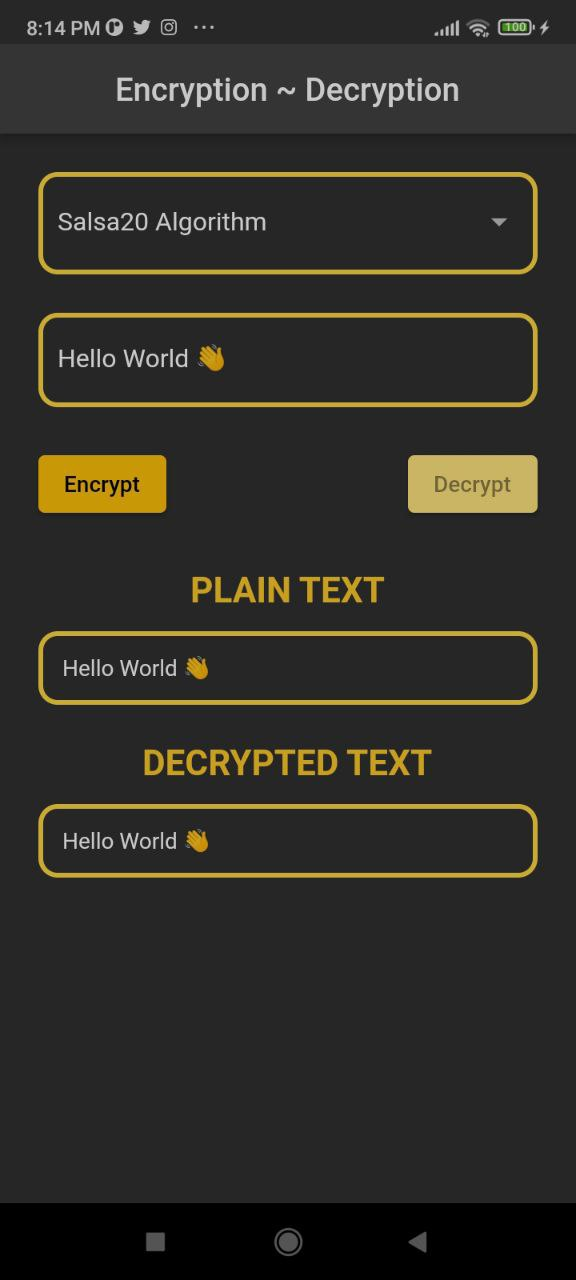 8:14 PM
100
Encryption ~ Decryption
Salsa20 Algorithm
Hello World 👋
Encrypt
Decrypt
PLAIN TEXT
Hello World 👋
DECRYPTED TEXT
Hello World 👋